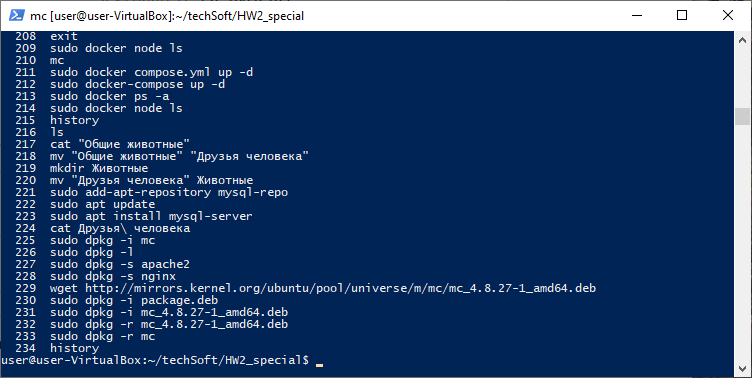 mc [user@user-VirtualBox]:~/techSoft/HW2_special
208 exit
209 sudo docker node ls
210 mc
211 sudo docker compose.yml up -d
212 sudo docker-compose up -d
213 sudo docker ps -a
214 sudo docker node ls
215 history
216 ls
217 cat "Общие животные"
218 mv "Общие животные" "Друзья человека"
219 mkdir Животные
220 mv "Друзья человека" Животные
221 sudo add-apt-repository mysql-repo
222 sudo apt update
223 sudo apt install mysql-server
224 cat Друзья\ человека
225 sudo dpkg -i mc
226 sudo dpkg -l
227 sudo dpkg -s apache2
228 sudo dpkg -s nginx
229 wget http://mirrors.kernel.org/ubuntu/pool/universe/m/mc/mc_4.8.27-1_amd64.deb
230 sudo dpkg -i package.deb
231 sudo dpkg -i mc_4.8.27-1_amd64.deb
232 sudo dpkg -r mc_4.8.27-1_amd64.deb
233 sudo dpkg -r mc
234 history
user@user-VirtualBox:~/techSoft/HW2_special$